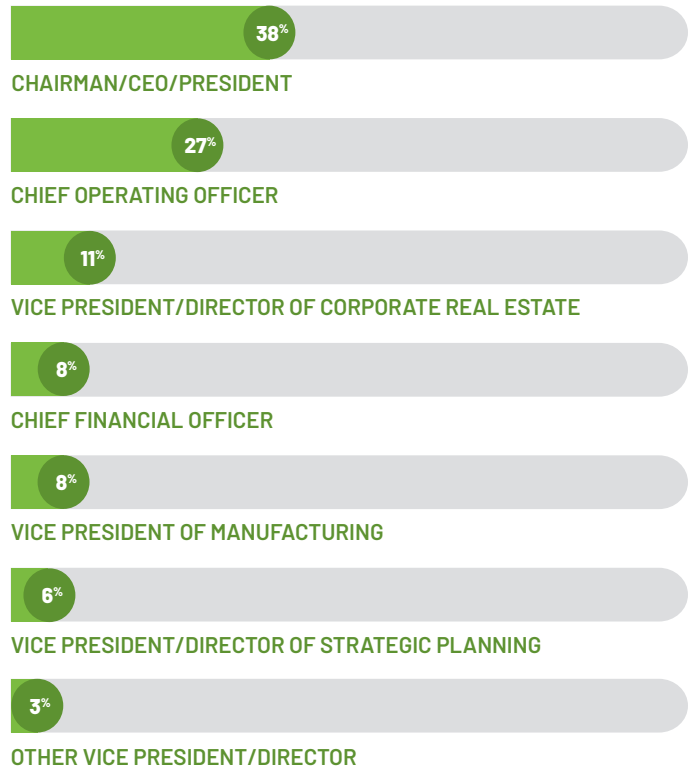 38%
CHAIRMAN/CEO/PRESIDENT
27%
CHIEF OPERATING OFFICER
11%
VICE PRESIDENT/DIRECTOR OF CORPORATE REAL ESTATE
8%
CHIEF FINANCIAL OFFICER
8%
VICE PRESIDENT OF MANUFACTURING
6%
VICE PRESIDENT/DIRECTOR OF STRATEGIC PLANNING
3%
OTHER VICE PRESIDENT/DIRECTOR